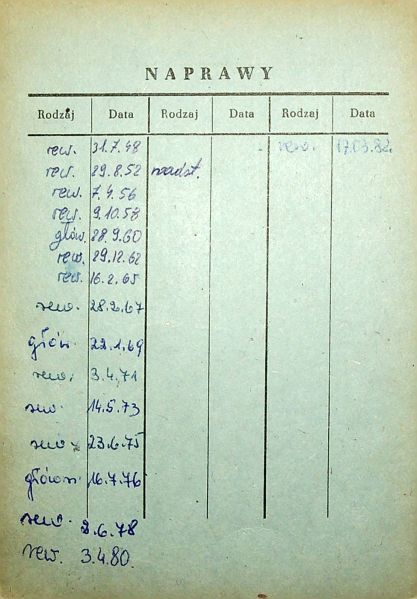 NAPRAWY
Rodzaj Data Rodzaj Data Rodzaj Data
rew. 31.7.48 rew. 17.03.82.
rew. 29.8.52 nadst.
rew. 7.4.56
rew. 9.10.58
głów. 28.9.60
rew. 29.12.62
rew. 16.2.65
rew. 28.2.67
główn. 22.1.69
rew. 3.4.71
rew. 14.5.73
rew. 23.6.75
główn. 16.7.76
rew. 2.6.78
rew. 3.4.80.